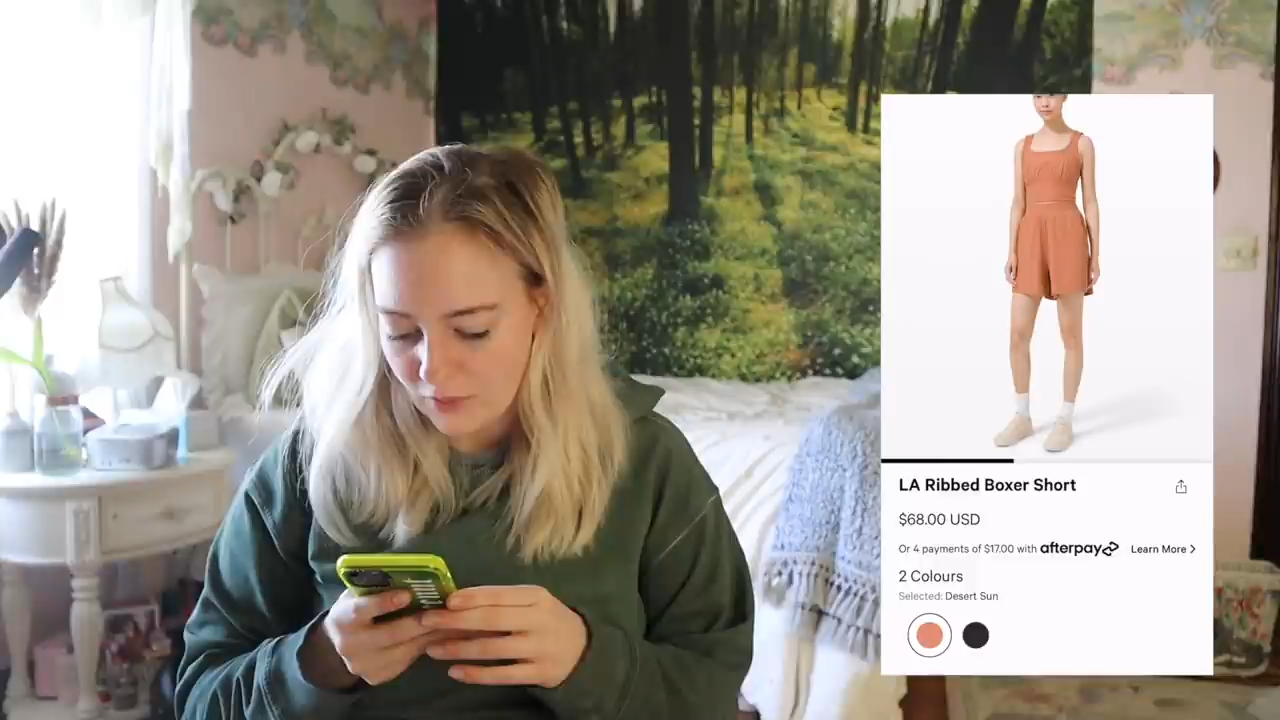 LA Ribbed Boxer Short
$68.00 USD
Or 4 payments of $17.00 with afterpay Learn More >
2 Colours
Selected: Desert Sun